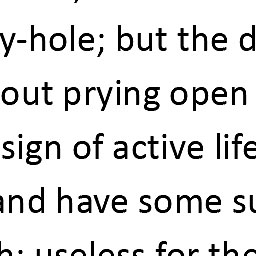 y-hole; but the d
out prying open
sign of active life
and have some su
h; useless for the